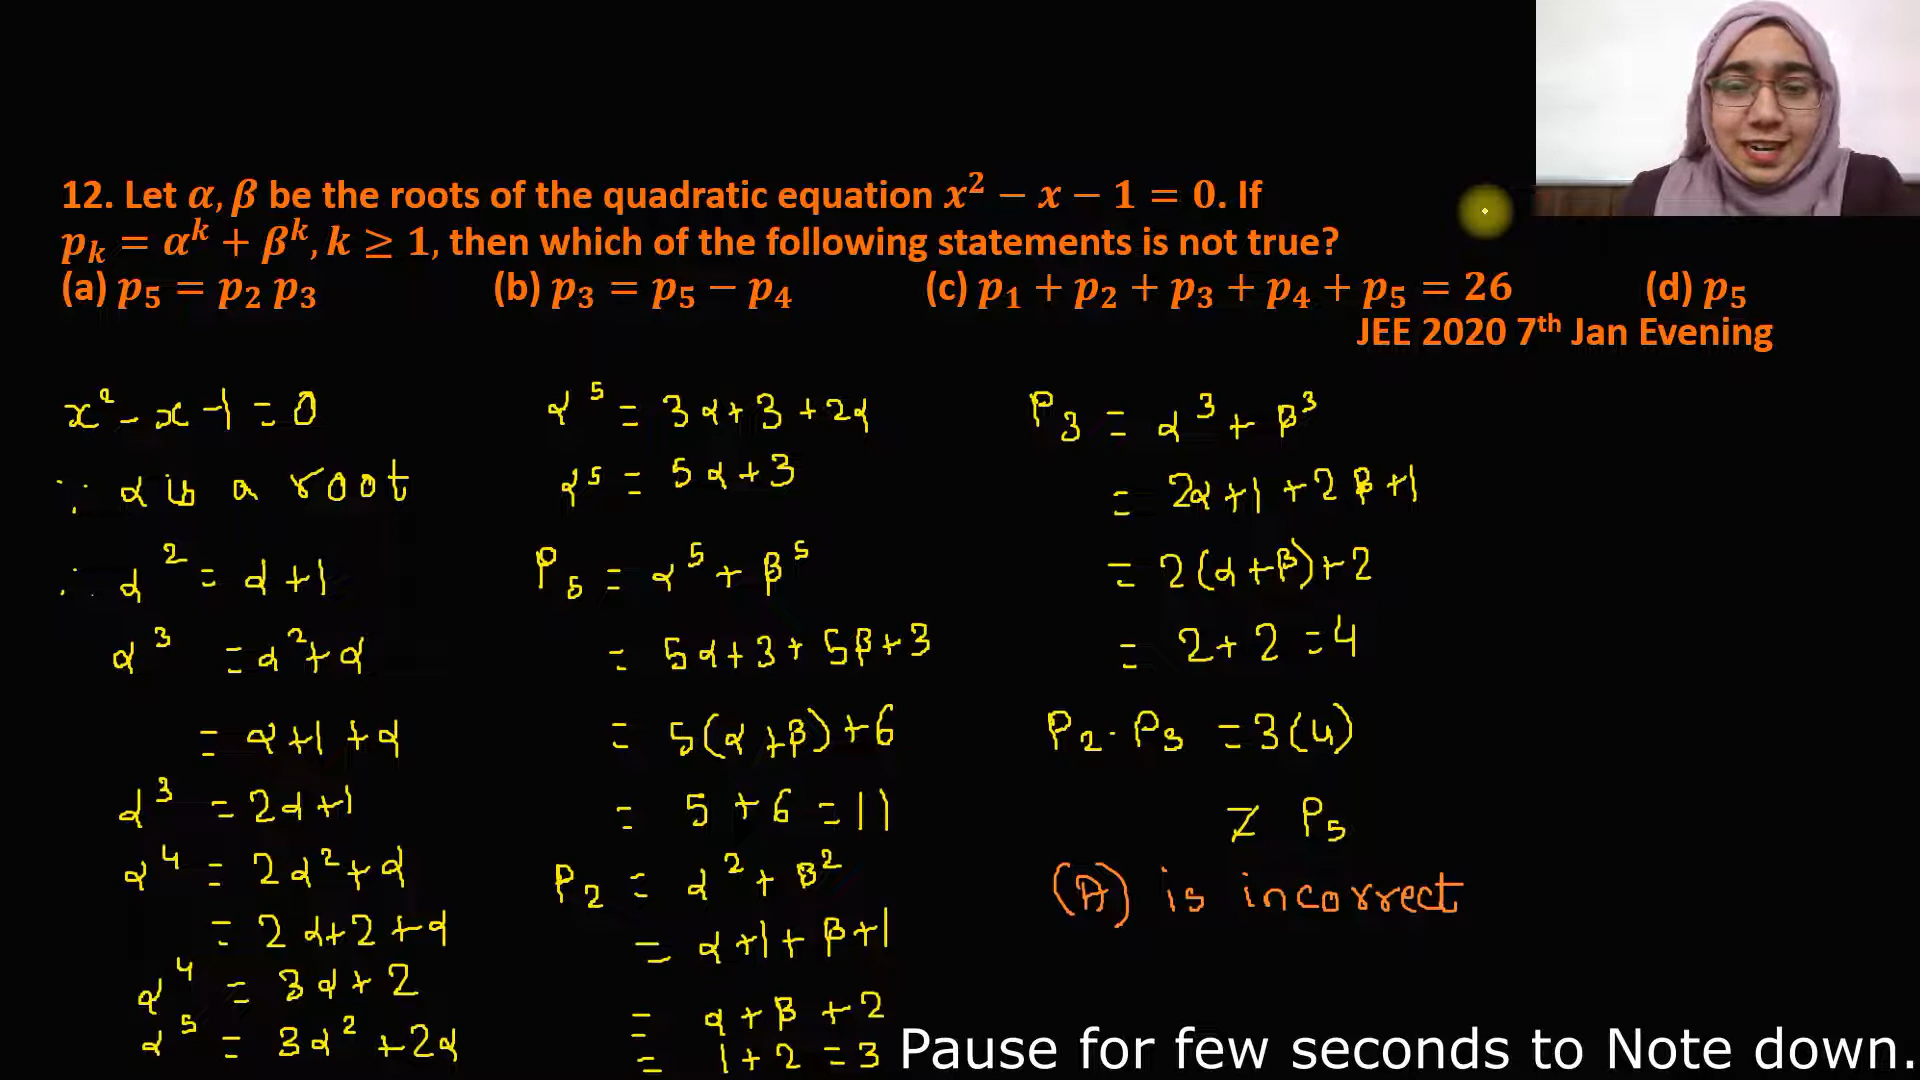 12. Let α, β be the roots of the quadratic equation x² − x − 1 = 0. If
pₖ = αᵏ + βᵏ, k ≥ 1, then which of the following statements is not true?
(a) p₅ = p₂ p₃ (b) p₃ = p₅ − p₄ (c) p₁ + p₂ + p₃ + p₄ + p₅ = 26 (d) p₅
JEE 2020 7th Jan Evening
x² − x − 1 = 0
∵ α is a root
∴ α² = α + 1
α³ = α² + α
= α + 1 + α
α³ = 2α + 1
α⁴ = 2α² + α
= 2α + 2 + α
α⁴ = 3α + 2
α⁵ = 3α² + 2α
α⁵ = 3α + 3 + 2α
α⁵ = 5α + 3
P₅ = α⁵ + β⁵
= 5α + 3 + 5β + 3
= 5(α + β) + 6
= 5 + 6 = 11
P₂ = α² + β²
= α + 1 + β + 1
= α + β + 2
= 1 + 2 = 3
P₃ = α³ + β³
= 2α + 1 + 2β + 1
= 2(α + β) + 2
= 2 + 2 = 4
P₂ · P₃ = 3(4)
≠ P₅
(A) is incorrect
Pause for few seconds to Note down.